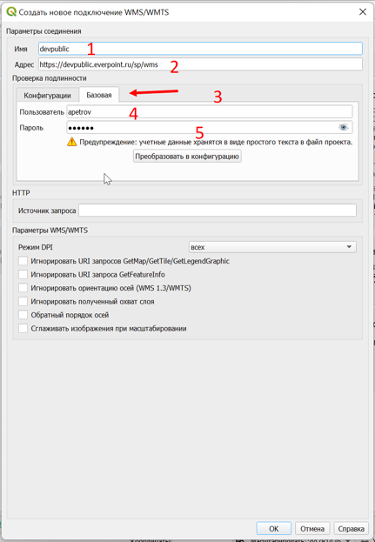 Создать новое подключение WMS/WMTS
Параметры соединения
Имя devpublic 1
Адрес https://devpublic.everpoint.ru/sp/wms 2
Проверка подлинности
Конфигурации Базовая 3
Пользователь apetrov 4
Пароль ●●●●●● 5
Предупреждение: учетные данные хранятся в виде простого текста в файл проекта.
Преобразовать в конфигурацию
HTTP
Источник запроса
Параметры WMS/WMTS
Режим DPI всех
Игнорировать URI запросов GetMap/GetTile/GetLegendGraphic
Игнорировать URI запроса GetFeatureInfo
Игнорировать ориентацию осей (WMS 1.3/WMTS)
Игнорировать полученный охват слоя
Обратный порядок осей
Сглаживать изображения при масштабировании
OK Отмена Справка